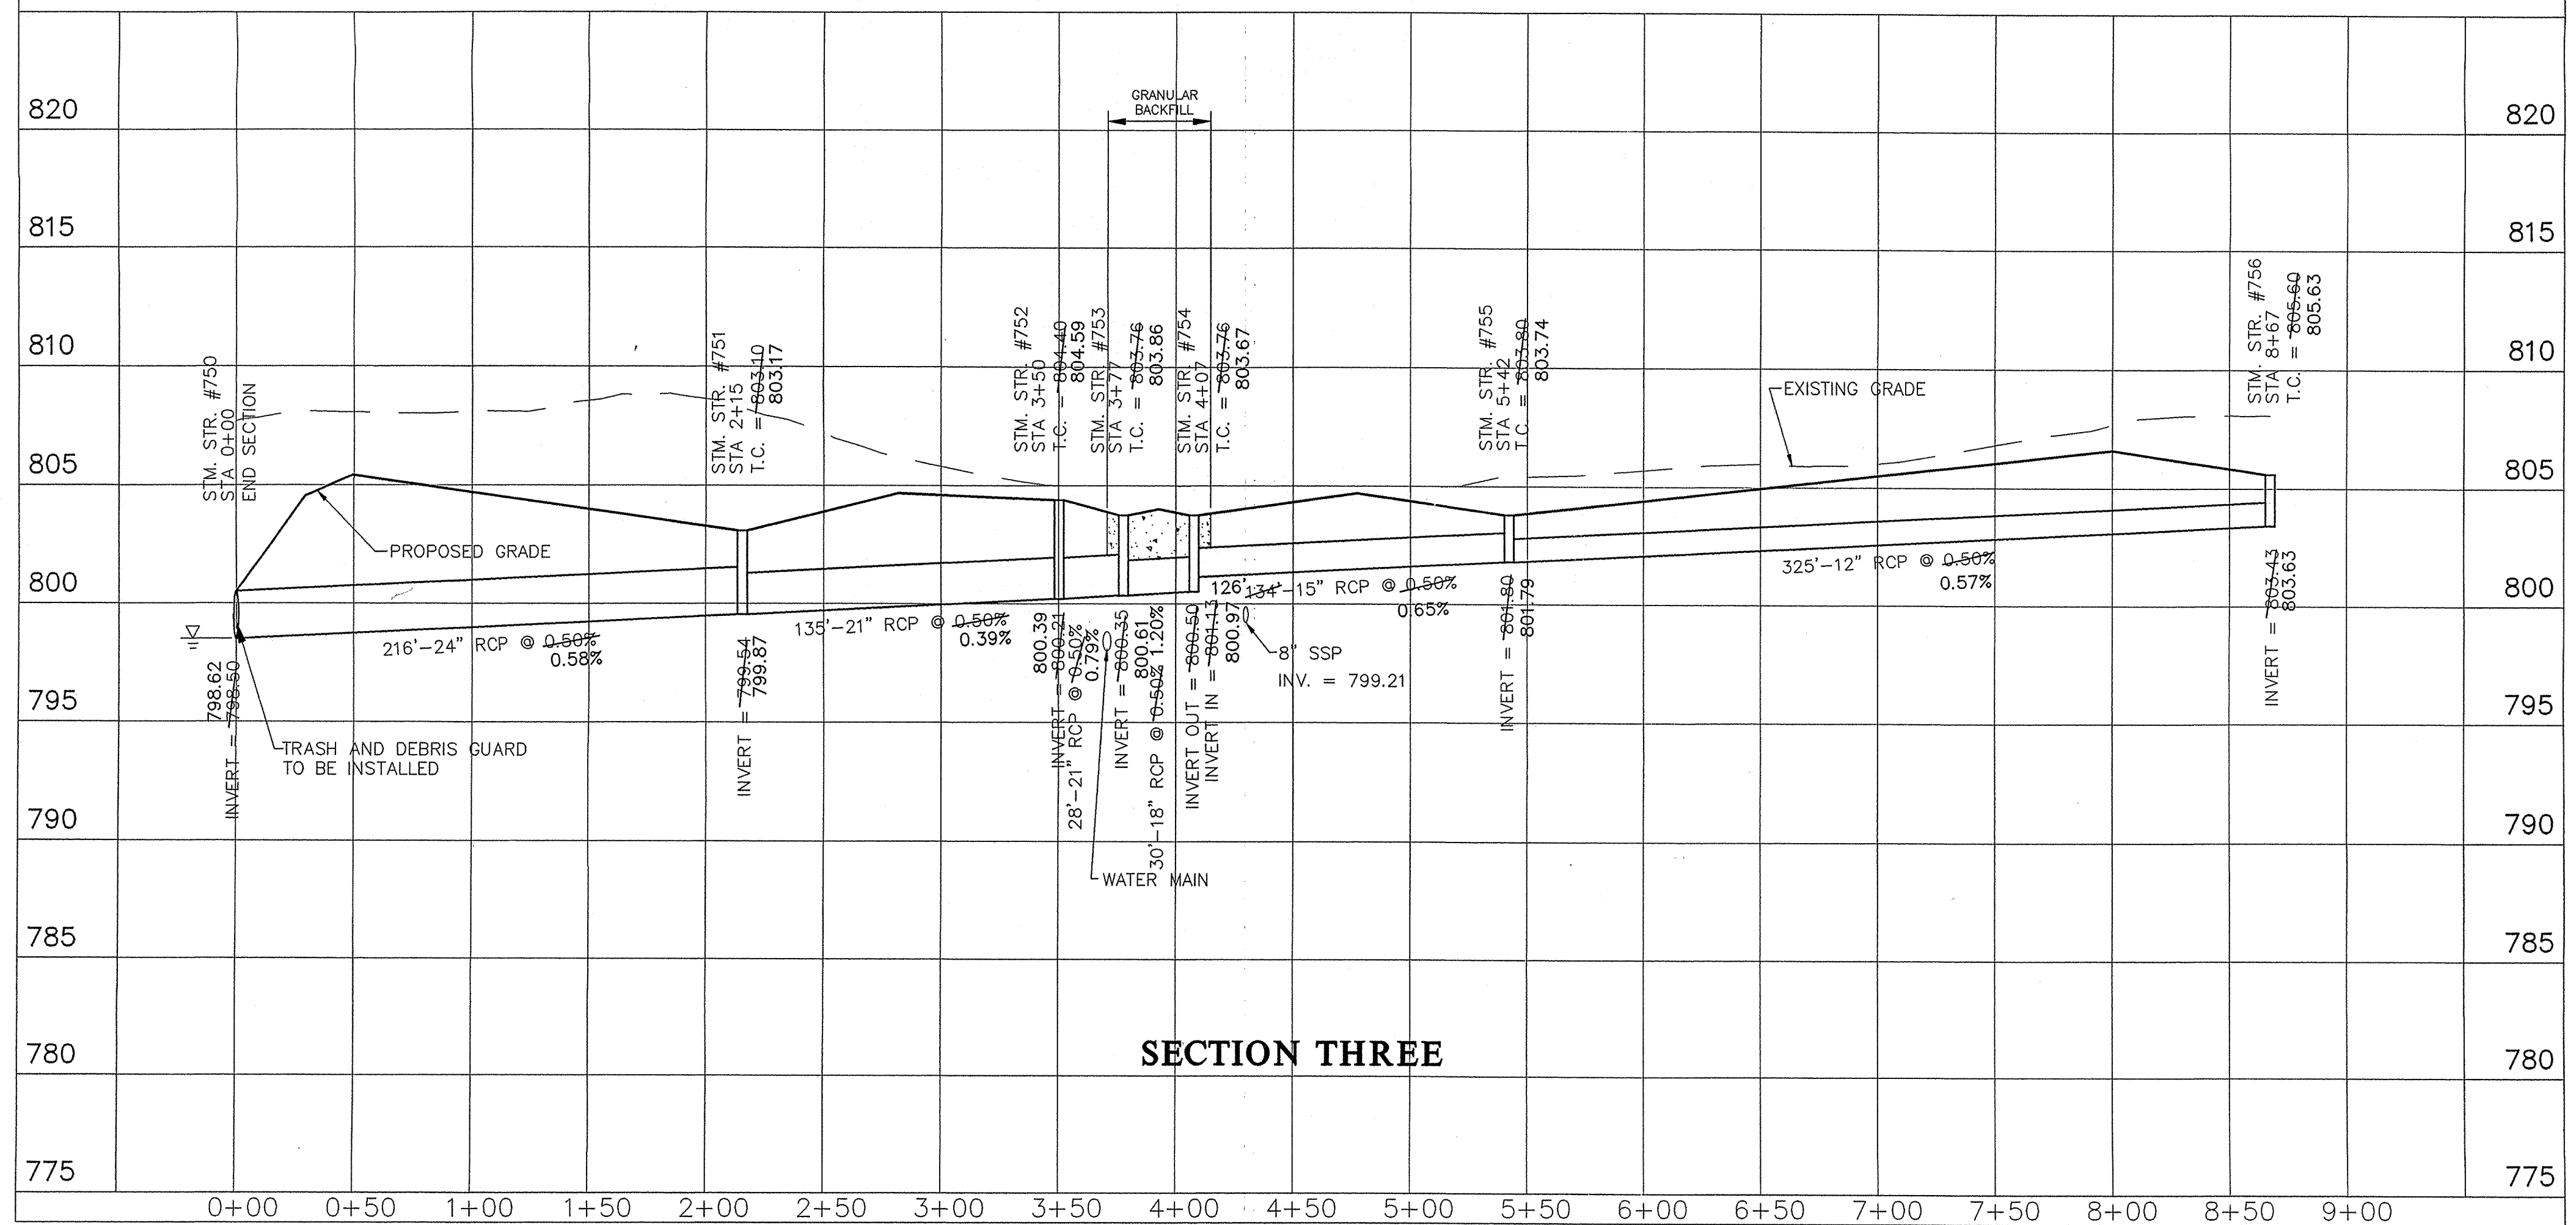 GRANULAR
BACKFILL
820
820
815
815
810
810
805
805
800
800
795
795
790
790
785
785
780
780
775
775
STM. STR. #750
STA 0+00
END SECTION
STM. STR. #751
STA 2+15
T.C. = 803.10
803.17
STM. STR. #752
STA 3+50
T.C. = 804.40
804.59
STM. STR. #753
STA 3+77
T.C. = 803.76
803.86
STM. STR. #754
STA 4+07
T.C. = 803.76
803.67
STM. STR. #755
STA 5+42
T.C. = 803.80
803.74
STM. STR. #756
STA 8+67
T.C. = 805.60
805.63
EXISTING GRADE
PROPOSED GRADE
216'-24" RCP @ 0.50%
0.58%
135'-21" RCP @ 0.50%
0.39%
126' 134'-15" RCP @ 0.50%
0.65%
325'-12" RCP @ 0.50%
0.57%
798.62
INVERT = 798.50
TRASH AND DEBRIS GUARD
TO BE INSTALLED
INVERT = 799.54
799.87
800.39
INVERT = 800.21
28'-21" RCP @ 0.50%
0.79%
INVERT = 800.35
800.61
30'-18" RCP @ 0.50% 1.20%
INVERT OUT = 800.50
INVERT IN = 801.13
800.97
8" SSP
INV. = 799.21
WATER MAIN
INVERT = 801.80
801.79
INVERT = 803.43
803.63
SECTION THREE
0+00 0+50 1+00 1+50 2+00 2+50 3+00 3+50 4+00 4+50 5+00 5+50 6+00 6+50 7+00 7+50 8+00 8+50 9+00